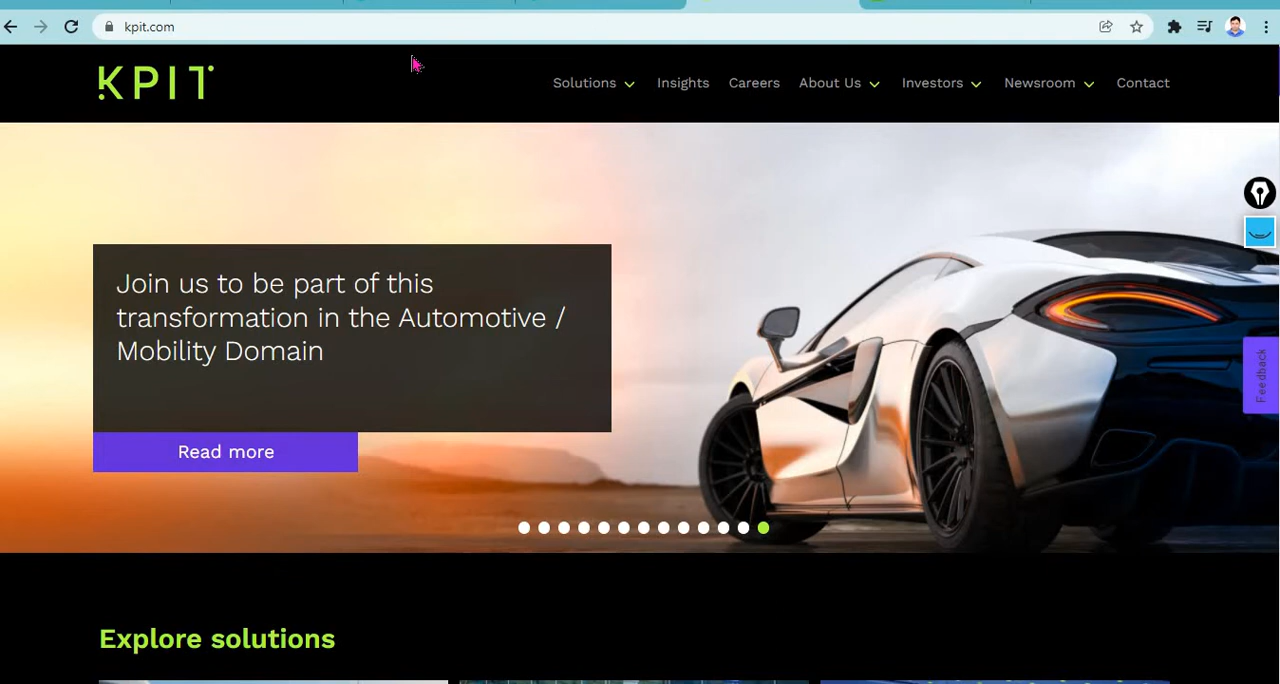 kpit.com
KPIT
Solutions Insights Careers About Us Investors Newsroom Contact
Join us to be part of this
transformation in the Automotive /
Mobility Domain
Read more
Feedback
Explore solutions